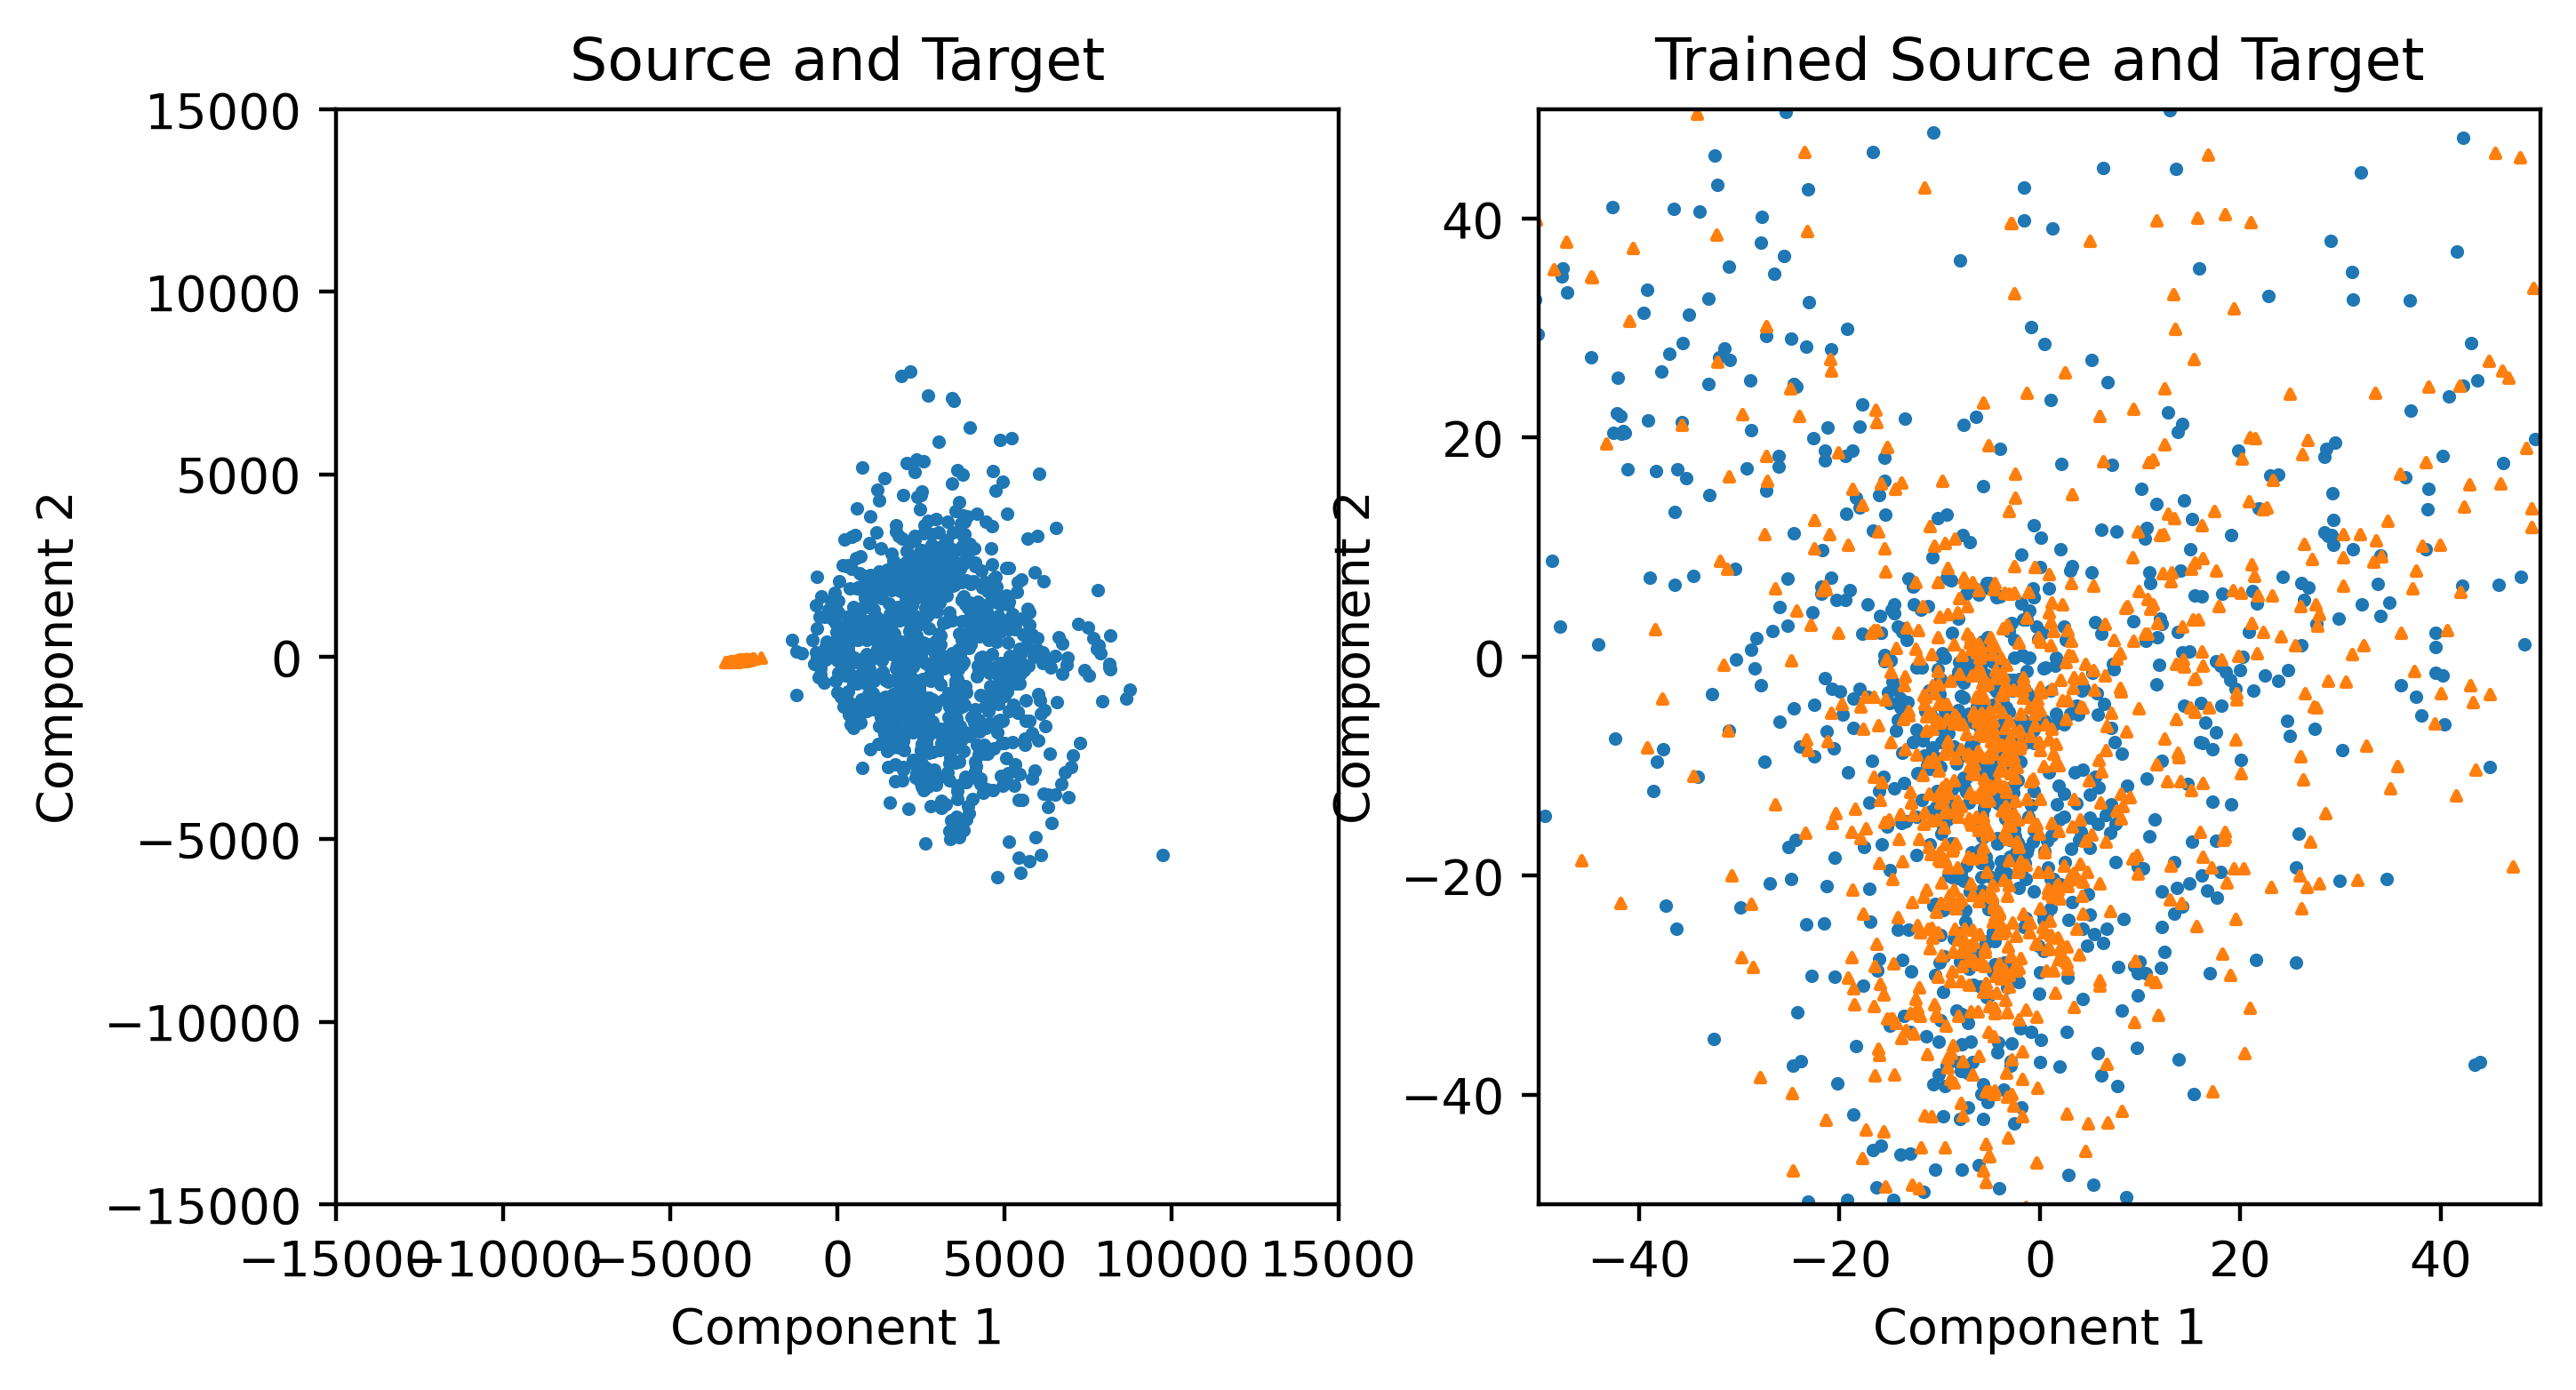 Source and Target
Component 2
15000
10000
5000
0
−5000
−10000
−15000
−15000 −10000 −5000 0 5000 10000 15000
Component 1
Trained Source and Target
Component 2
40
20
0
−20
−40
−40 −20 0 20 40
Component 1